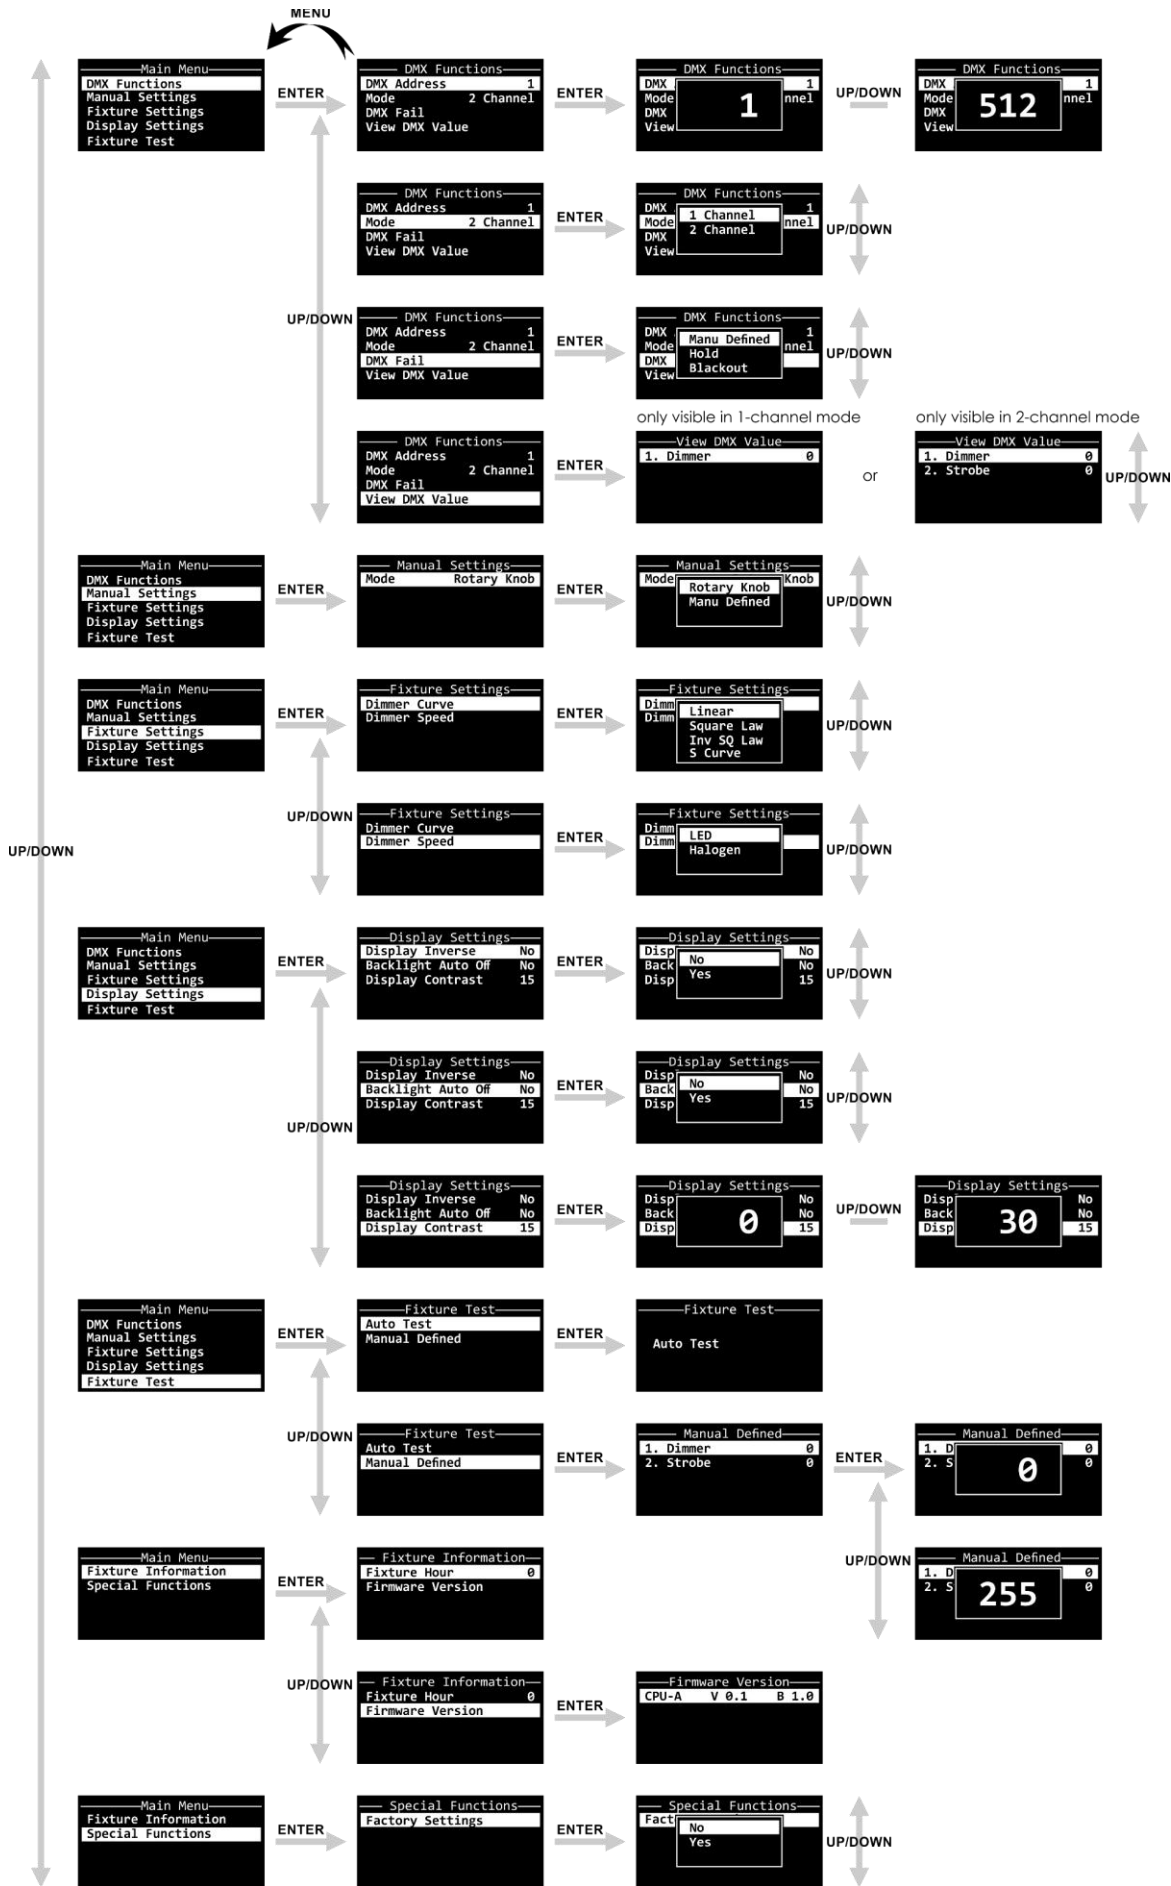 MENU
Main Menu
DMX Functions
Manual Settings
Fixture Settings
Display Settings
Fixture Test
ENTER
DMX Functions
DMX Address 1
Mode 2 Channel
DMX Fail
View DMX Value
ENTER
DMX Functions
DMX 1
Mode nnel
DMX
View
1
UP/DOWN
DMX Functions
DMX 1
Mode nnel
DMX
View
512
DMX Functions
DMX Address 1
Mode 2 Channel
DMX Fail
View DMX Value
ENTER
DMX Functions
DMX 1
Mode nnel
DMX
View
1 Channel
2 Channel
UP/DOWN
UP/DOWN
DMX Functions
DMX Address 1
Mode 2 Channel
DMX Fail
View DMX Value
ENTER
DMX Functions
DMX 1
Mode nnel
DMX
View
Manu Defined
Hold
Blackout
UP/DOWN
only visible in 1-channel mode
only visible in 2-channel mode
DMX Functions
DMX Address 1
Mode 2 Channel
DMX Fail
View DMX Value
ENTER
View DMX Value
1. Dimmer 0
or
View DMX Value
1. Dimmer 0
2. Strobe 0
UP/DOWN
Main Menu
DMX Functions
Manual Settings
Fixture Settings
Display Settings
Fixture Test
ENTER
Manual Settings
Mode Rotary Knob
ENTER
Manual Settings
Mode Knob
Rotary Knob
Manu Defined
UP/DOWN
Main Menu
DMX Functions
Manual Settings
Fixture Settings
Display Settings
Fixture Test
ENTER
Fixture Settings
Dimmer Curve
Dimmer Speed
ENTER
Fixture Settings
Dimm
Dimm
Linear
Square Law
Inv SQ Law
S Curve
UP/DOWN
UP/DOWN
UP/DOWN
Fixture Settings
Dimmer Curve
Dimmer Speed
ENTER
Fixture Settings
Dimm
Dimm
LED
Halogen
UP/DOWN
Main Menu
DMX Functions
Manual Settings
Fixture Settings
Display Settings
Fixture Test
ENTER
Display Settings
Display Inverse No
Backlight Auto Off No
Display Contrast 15
ENTER
Display Settings
Disp No
Back No
Disp 15
No
Yes
UP/DOWN
UP/DOWN
Display Settings
Display Inverse No
Backlight Auto Off No
Display Contrast 15
ENTER
Display Settings
Disp No
Back No
Disp 15
No
Yes
UP/DOWN
Display Settings
Display Inverse No
Backlight Auto Off No
Display Contrast 15
ENTER
Display Settings
Disp No
Back No
Disp 15
0
UP/DOWN
Display Settings
Disp No
Back No
Disp 15
30
Main Menu
DMX Functions
Manual Settings
Fixture Settings
Display Settings
Fixture Test
ENTER
Fixture Test
Auto Test
Manual Defined
ENTER
Fixture Test
Auto Test
UP/DOWN
Fixture Test
Auto Test
Manual Defined
ENTER
Manual Defined
1. Dimmer 0
2. Strobe 0
ENTER
Manual Defined
1. D 0
2. S 0
0
UP/DOWN
Manual Defined
1. D 0
2. S 0
255
Main Menu
Fixture Information
Special Functions
ENTER
Fixture Information
Fixture Hour 0
Firmware Version
UP/DOWN
Fixture Information
Fixture Hour 0
Firmware Version
ENTER
Firmware Version
CPU-A V 0.1 B 1.0
Main Menu
Fixture Information
Special Functions
ENTER
Special Functions
Factory Settings
ENTER
Special Functions
Fact
No
Yes
UP/DOWN